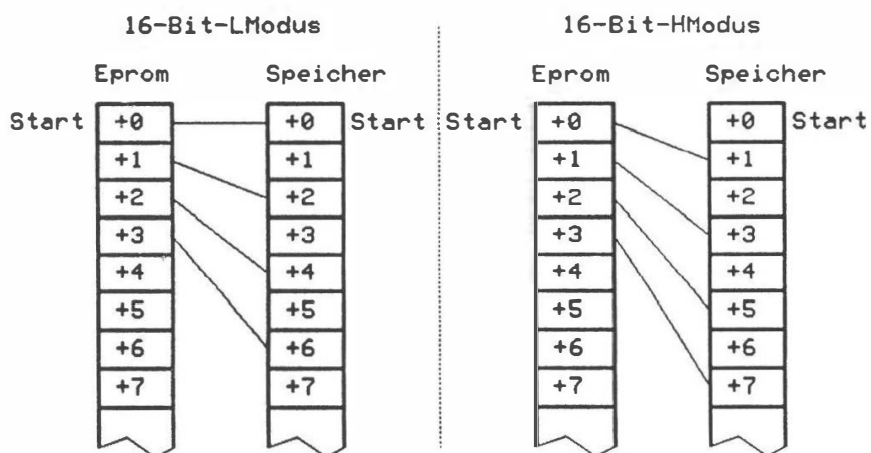 16-Bit-LModus 16-Bit-HModus
Eprom Speicher Eprom Speicher
Start +0 +0 Start Start +0 +0 Start
+1 +1 +1 +1
+2 +2 +2 +2
+3 +3 +3 +3
+4 +4 +4 +4
+5 +5 +5 +5
+6 +6 +6 +6
+7 +7 +7 +7